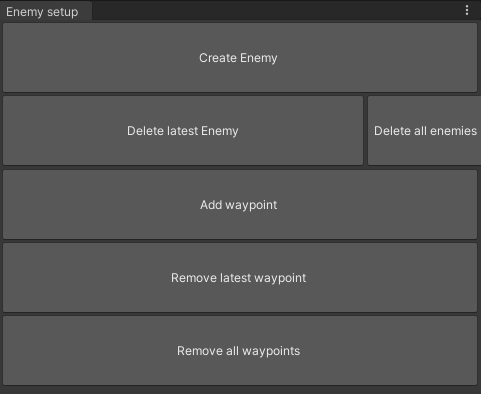 Enemy setup
Create Enemy
Delete latest Enemy
Delete all enemies
Add waypoint
Remove latest waypoint
Remove all waypoints